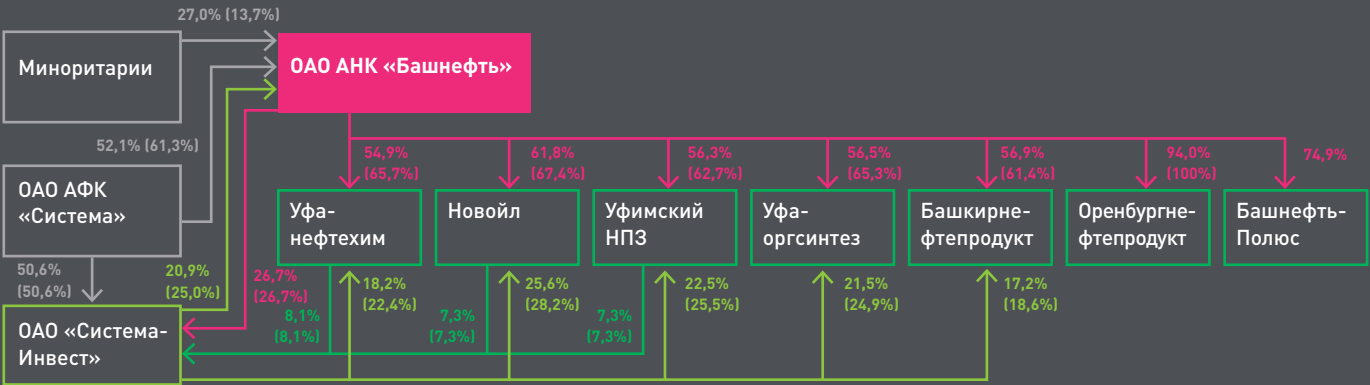 27,0% (13,7%)
Миноритарии
ОАО АНК «Башнефть»
52,1% (61,3%)
ОАО АФК
«Система»
54,9%
(65,7%)
61,8%
(67,4%)
56,3%
(62,7%)
56,5%
(65,3%)
56,9%
(61,4%)
94,0%
(100%)
74,9%
Уфа-
нефтехим
Новойл
Уфимский
НПЗ
Уфа-
оргсинтез
Башкирне-
фтепродукт
Оренбургне-
фтепродукт
Башнефть-
Полюс
50,6%
(50,6%)
20,9%
(25,0%)
26,7%
(26,7%)
18,2%
(22,4%)
25,6%
(28,2%)
22,5%
(25,5%)
21,5%
(24,9%)
17,2%
(18,6%)
8,1%
(8,1%)
7,3%
(7,3%)
7,3%
(7,3%)
ОАО «Система-
Инвест»